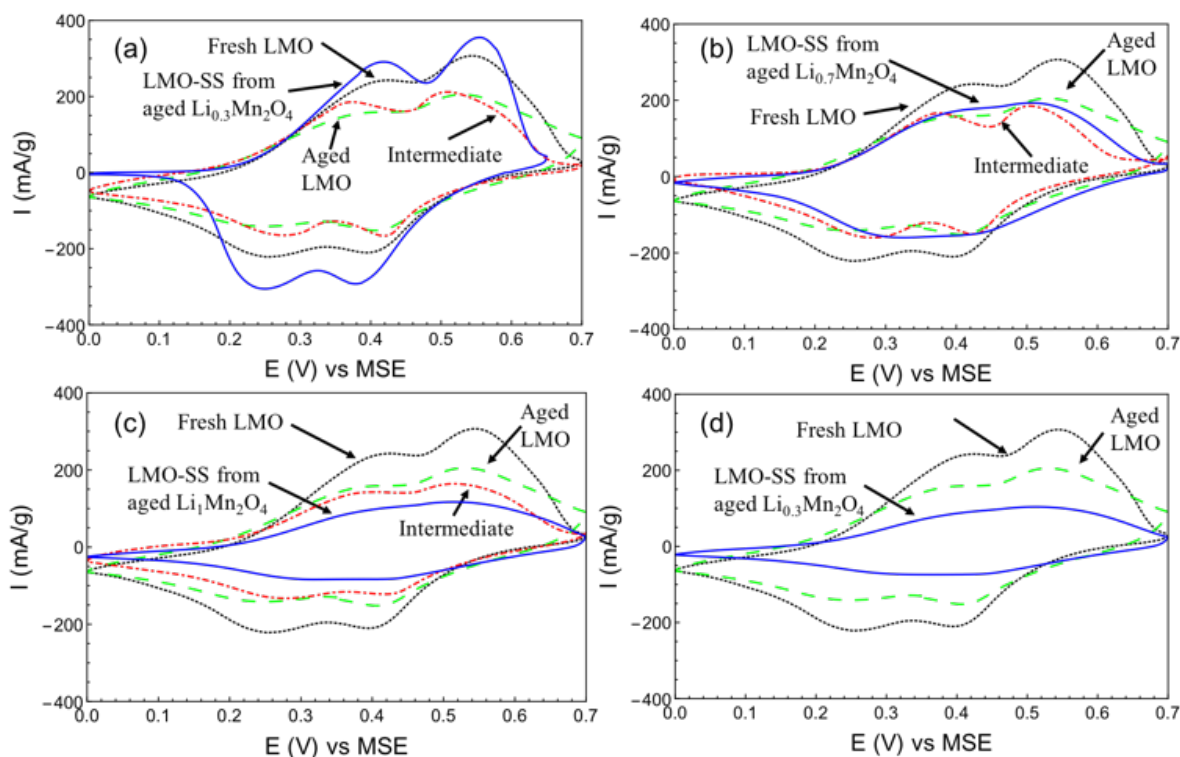 (a)
Fresh LMO
LMO-SS from
aged Li₀.₃Mn₂O₄
Aged
LMO
Intermediate
400
200
0
−200
−400
0.0 0.1 0.2 0.3 0.4 0.5 0.6 0.7
I (mA/g)
E (V) vs MSE
(b)
LMO-SS from
aged Li₀.₇Mn₂O₄
Aged
LMO
Fresh LMO
Intermediate
400
200
0
−200
−400
0.0 0.1 0.2 0.3 0.4 0.5 0.6 0.7
I (mA/g)
E (V) vs MSE
(c)
Fresh LMO
Aged
LMO
LMO-SS from
aged Li₁Mn₂O₄
Intermediate
400
200
0
−200
−400
0.0 0.1 0.2 0.3 0.4 0.5 0.6 0.7
I (mA/g)
E (V) vs MSE
(d)
Fresh LMO
Aged
LMO
LMO-SS from
aged Li₀.₃Mn₂O₄
400
200
0
−200
−400
0.0 0.1 0.2 0.3 0.4 0.5 0.6 0.7
I (mA/g)
E (V) vs MSE